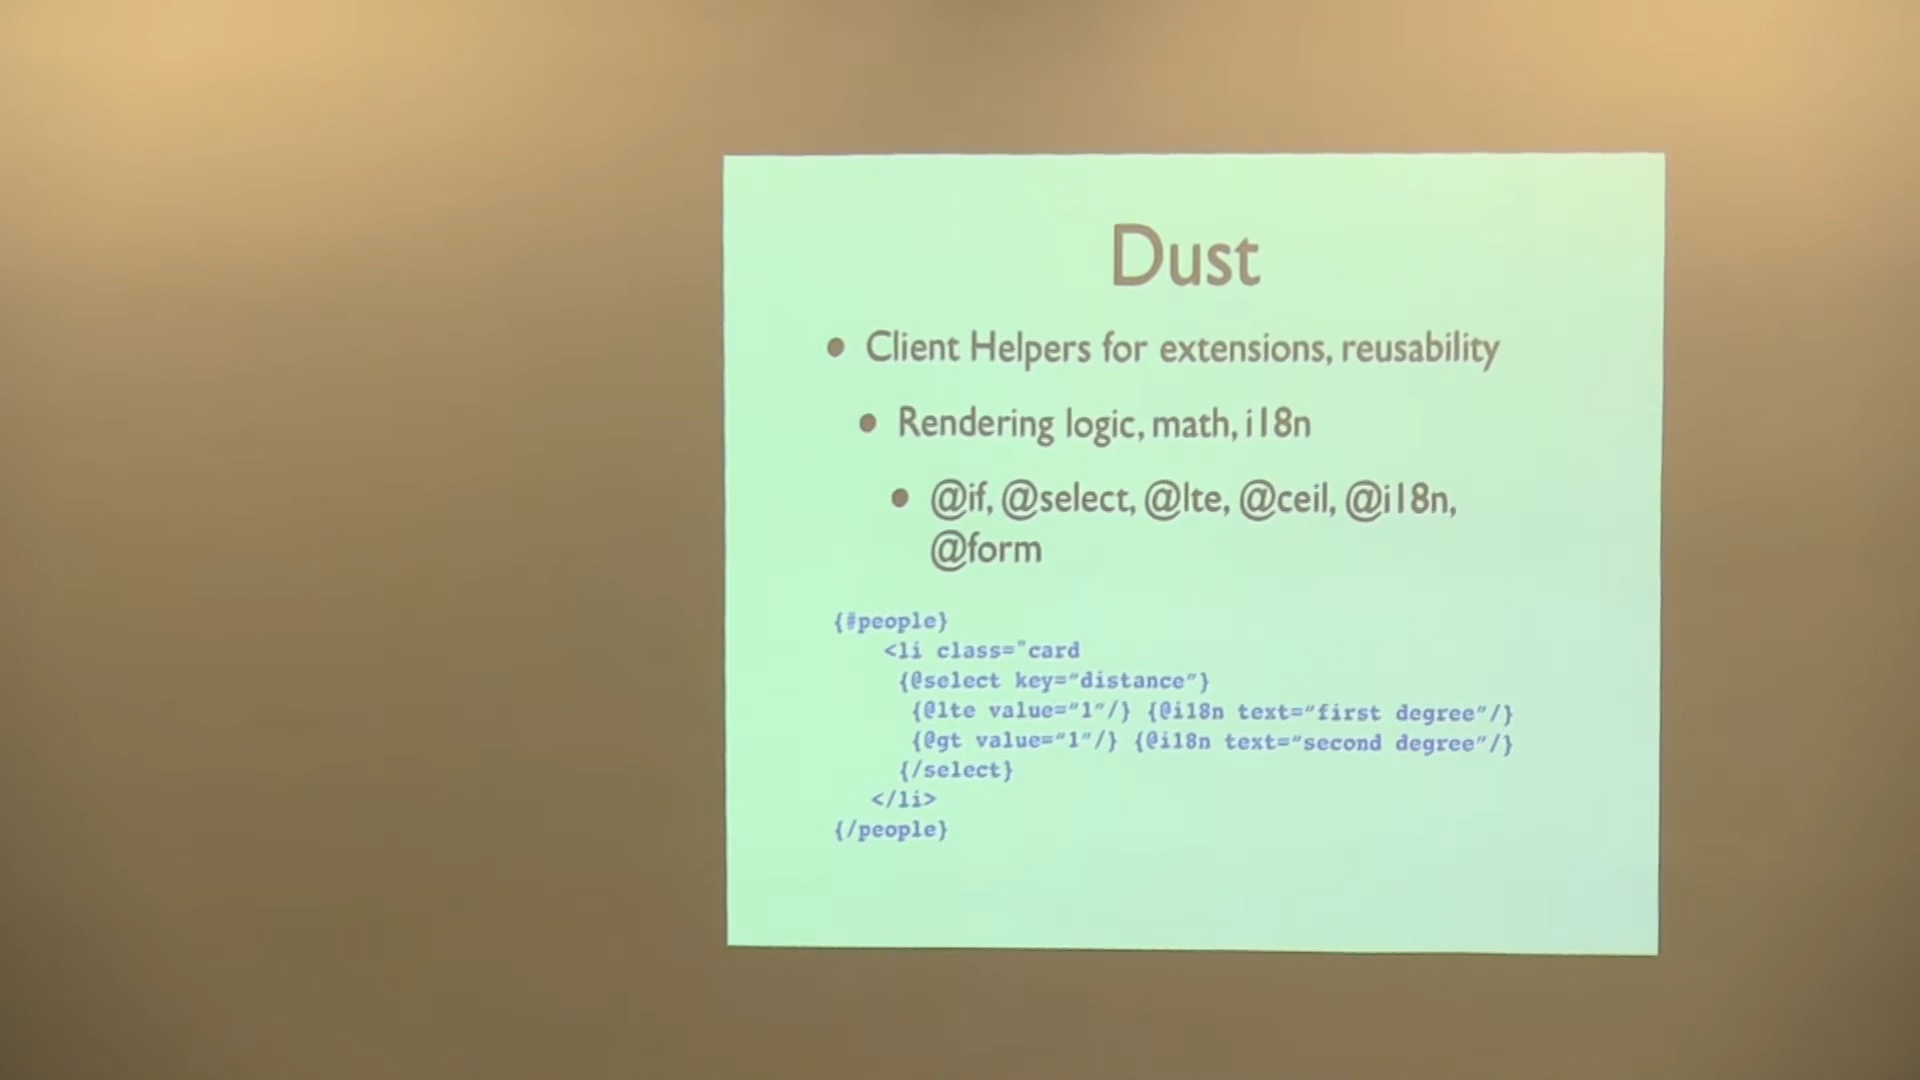 Dust
• Client Helpers for extensions, reusability
• Rendering logic, math, i18n
• @if, @select, @lte, @ceil, @i18n,
@form
{#people}
<li class="card
{@select key="distance"}
{@lte value="1"/} {@i18n text="first degree"/}
{@gt value="1"/} {@i18n text="second degree"/}
{/select}
</li>
{/people}